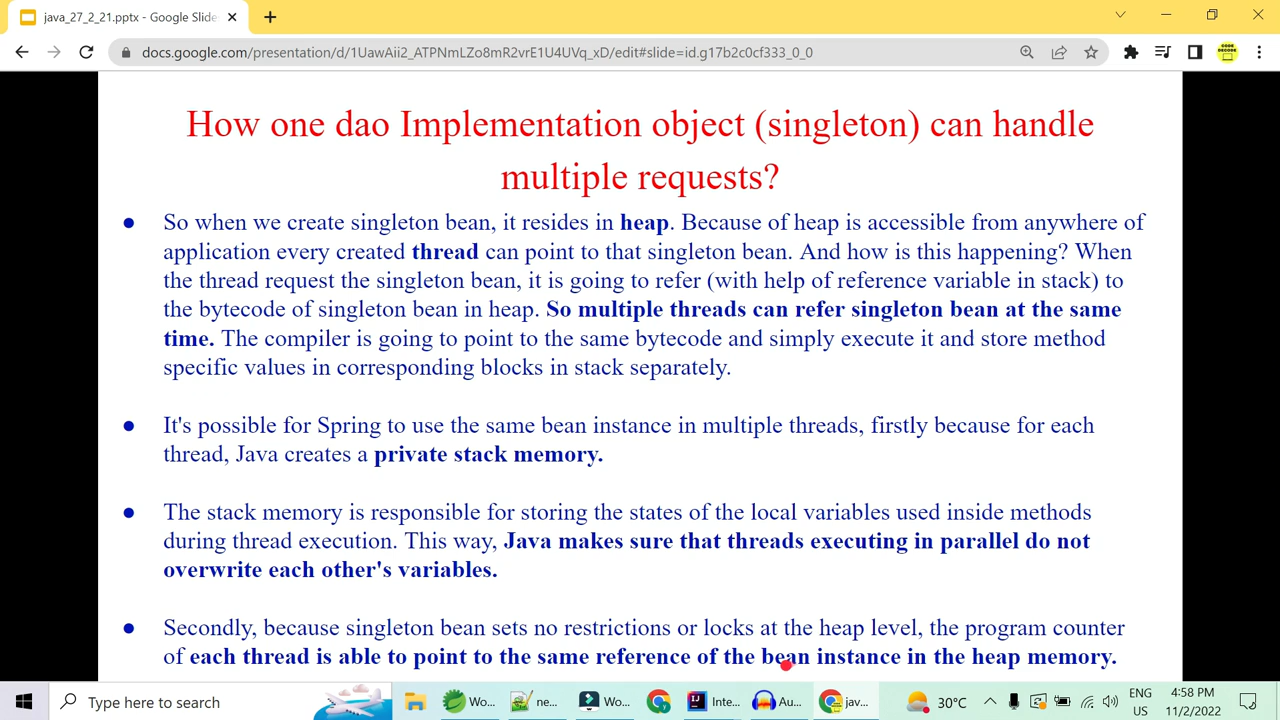 java_27_2_21.pptx - Google Slide
docs.google.com/presentation/d/1UawAii2_ATPNmLZo8mR2vrE1U4UVq_xD/edit#slide=id.g17b2c0cf333_0_0
CODE
DECODE
How one dao Implementation object (singleton) can handle
multiple requests?
● So when we create singleton bean, it resides in heap. Because of heap is accessible from anywhere of
application every created thread can point to that singleton bean. And how is this happening? When
the thread request the singleton bean, it is going to refer (with help of reference variable in stack) to
the bytecode of singleton bean in heap. So multiple threads can refer singleton bean at the same
time. The compiler is going to point to the same bytecode and simply execute it and store method
specific values in corresponding blocks in stack separately.
● It's possible for Spring to use the same bean instance in multiple threads, firstly because for each
thread, Java creates a private stack memory.
● The stack memory is responsible for storing the states of the local variables used inside methods
during thread execution. This way, Java makes sure that threads executing in parallel do not
overwrite each other's variables.
● Secondly, because singleton bean sets no restrictions or locks at the heap level, the program counter
of each thread is able to point to the same reference of the bean instance in the heap memory.
Type here to search
Wo...
ne...
Wo...
Inte...
Au...
jav...
30°C
ENG
US
4:58 PM
11/2/2022